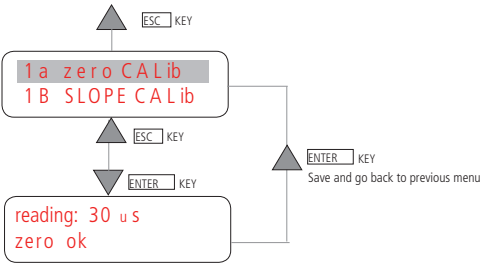 ESC KEY
1a zero CALib
1B SLOPE CALib
ESC KEY
ENTER KEY
ENTER KEY
Save and go back to previous menu
reading: 30 us
zero ok